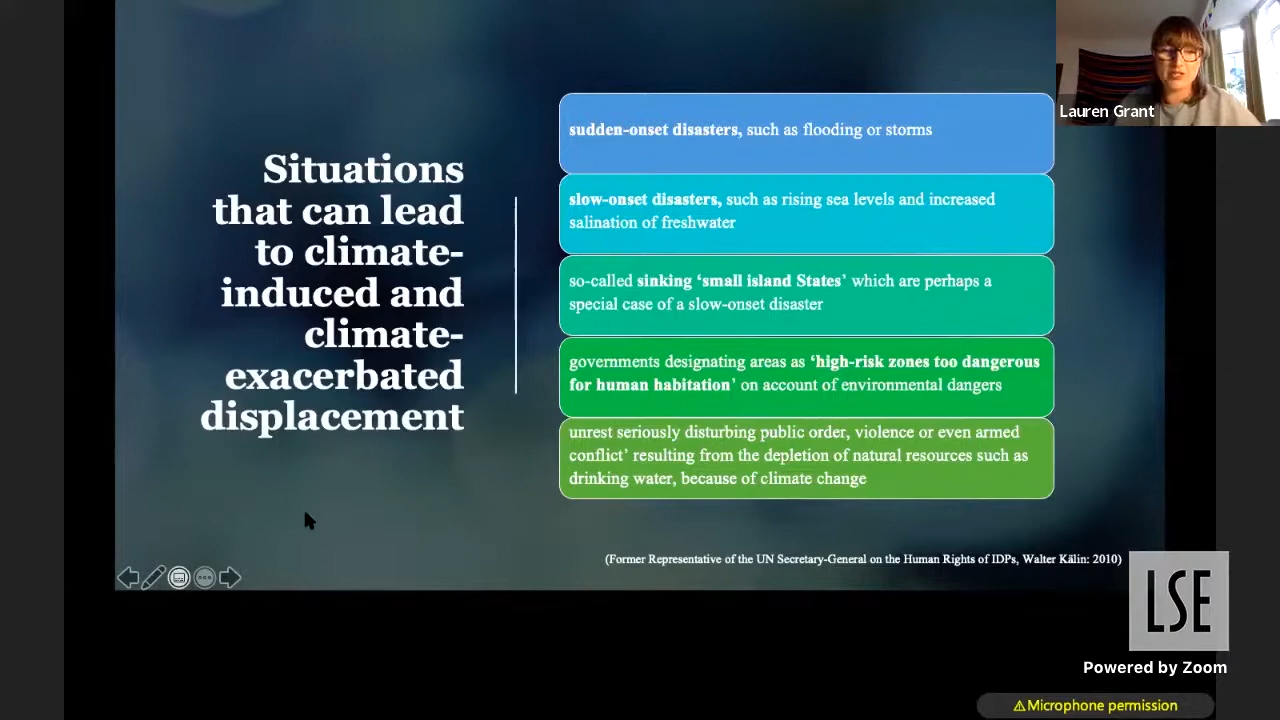 Situations
that can lead
to climate-
induced and
climate-
exacerbated
displacement
sudden-onset disasters, such as flooding or storms
slow-onset disasters, such as rising sea levels and increased
salination of freshwater
so-called sinking ‘small island States’ which are perhaps a
special case of a slow-onset disaster
governments designating areas as ‘high-risk zones too dangerous
for human habitation’ on account of environmental dangers
unrest seriously disturbing public order, violence or even armed
conflict’ resulting from the depletion of natural resources such as
drinking water, because of climate change
(Former Representative of the UN Secretary-General on the Human Rights of IDPs, Walter Kälin: 2010)
Lauren Grant
LSE
Powered by Zoom
⚠Microphone permission